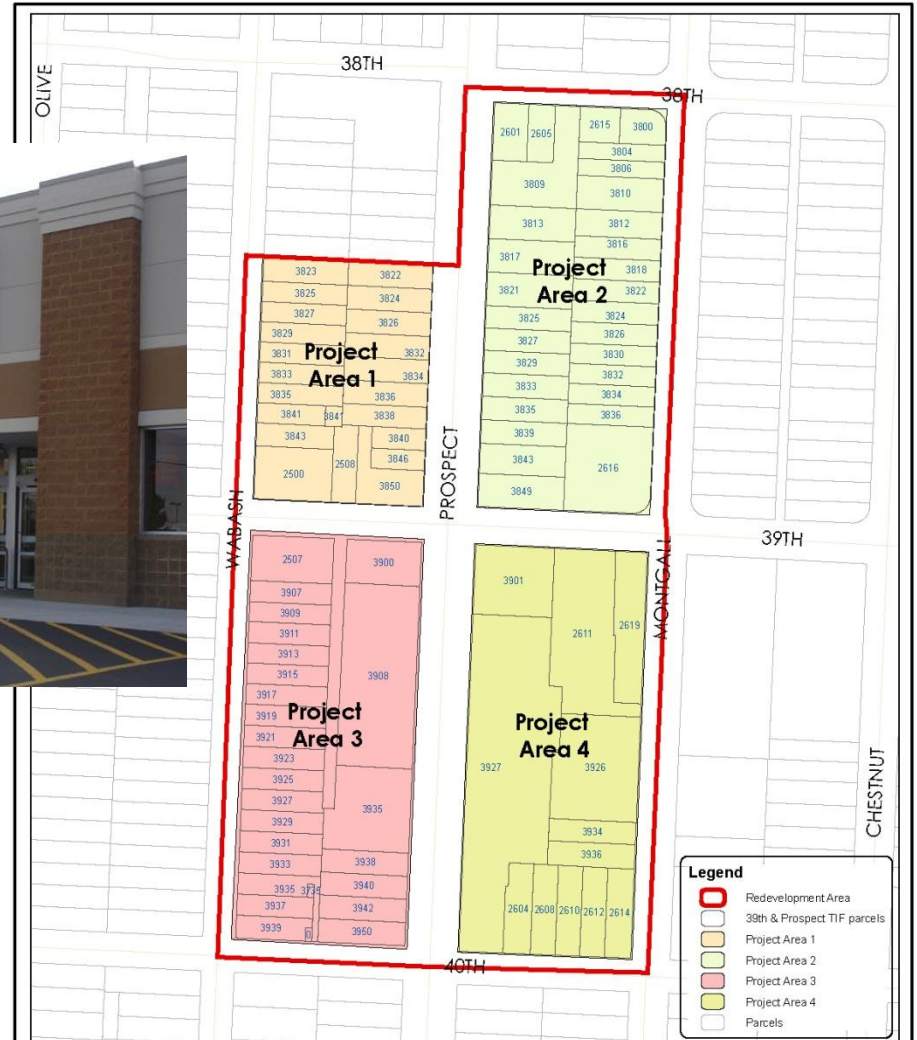 38TH
38TH
OLIVE
2601 2605 2615 3800
3804
3806
3809 3810
3813 3812
3816
3817 3818
Project
Area 2
3821 3822
3825 3824
3827 3826
3829 3830
3832
3833 3834
3835 3836
3839
3843 2616
3849
3823 3822
3825 3824
3827 3826
3829
3831 3832
Project
Area 1
3833 3834
3835 3836
3841 3841 3838
3843 3840
2508 3846
2500 3850
WABASH
PROSPECT
39TH
MONTGALL
2507 3900
3907
3909
3911
3913
3915 3908
3917
3919
Project
Area 3
3921
3923
3925
3927 3935
3929
3931
3933 3938
3935 3735 3940
3937 3942
3939 0 3950
3901
2611 2619
Project
Area 4
3927 3926
3934
3936
2604 2608 2610 2612 2614
40TH
CHESTNUT
Legend
Redevelopment Area
39th & Prospect TIF parcels
Project Area 1
Project Area 2
Project Area 3
Project Area 4
Parcels